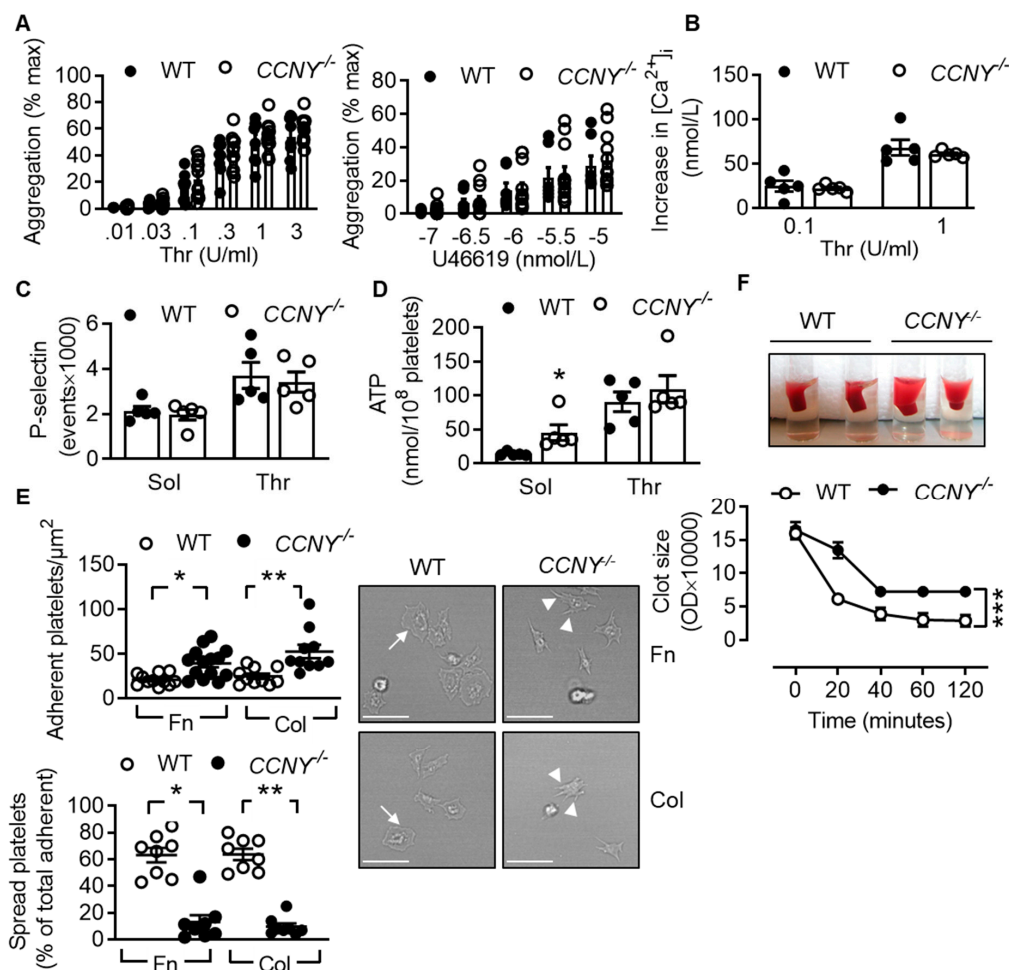 A
WT CCNY-/-
Aggregation (% max)
100
80
60
40
20
0
.01 .03 .1 .3 1 3
Thr (U/ml)
WT CCNY-/-
Aggregation (% max)
80
60
40
20
0
-7 -6.5 -6 -5.5 -5
U46619 (nmol/L)
B
WT CCNY-/-
Increase in [Ca2+]i
(nmol/L)
150
100
50
0
0.1 1
Thr (U/ml)
C
WT CCNY-/-
P-selectin
(events×1000)
6
4
2
0
Sol Thr
D
WT CCNY-/-
ATP
(nmol/10⁸ platelets)
200
150
100
50
0
*
Sol Thr
F
WT CCNY-/-
WT CCNY-/-
Clot size
(OD×10000)
20
15
10
5
0
***
0 20 40 60 120
Time (minutes)
E
WT CCNY-/-
Adherent platelets/µm²
150
100
50
0
* **
Fn Col
WT CCNY-/-
Fn
Col
WT CCNY-/-
Spread platelets
(% of total adherent)
100
80
60
40
20
0
* **
Fn Col